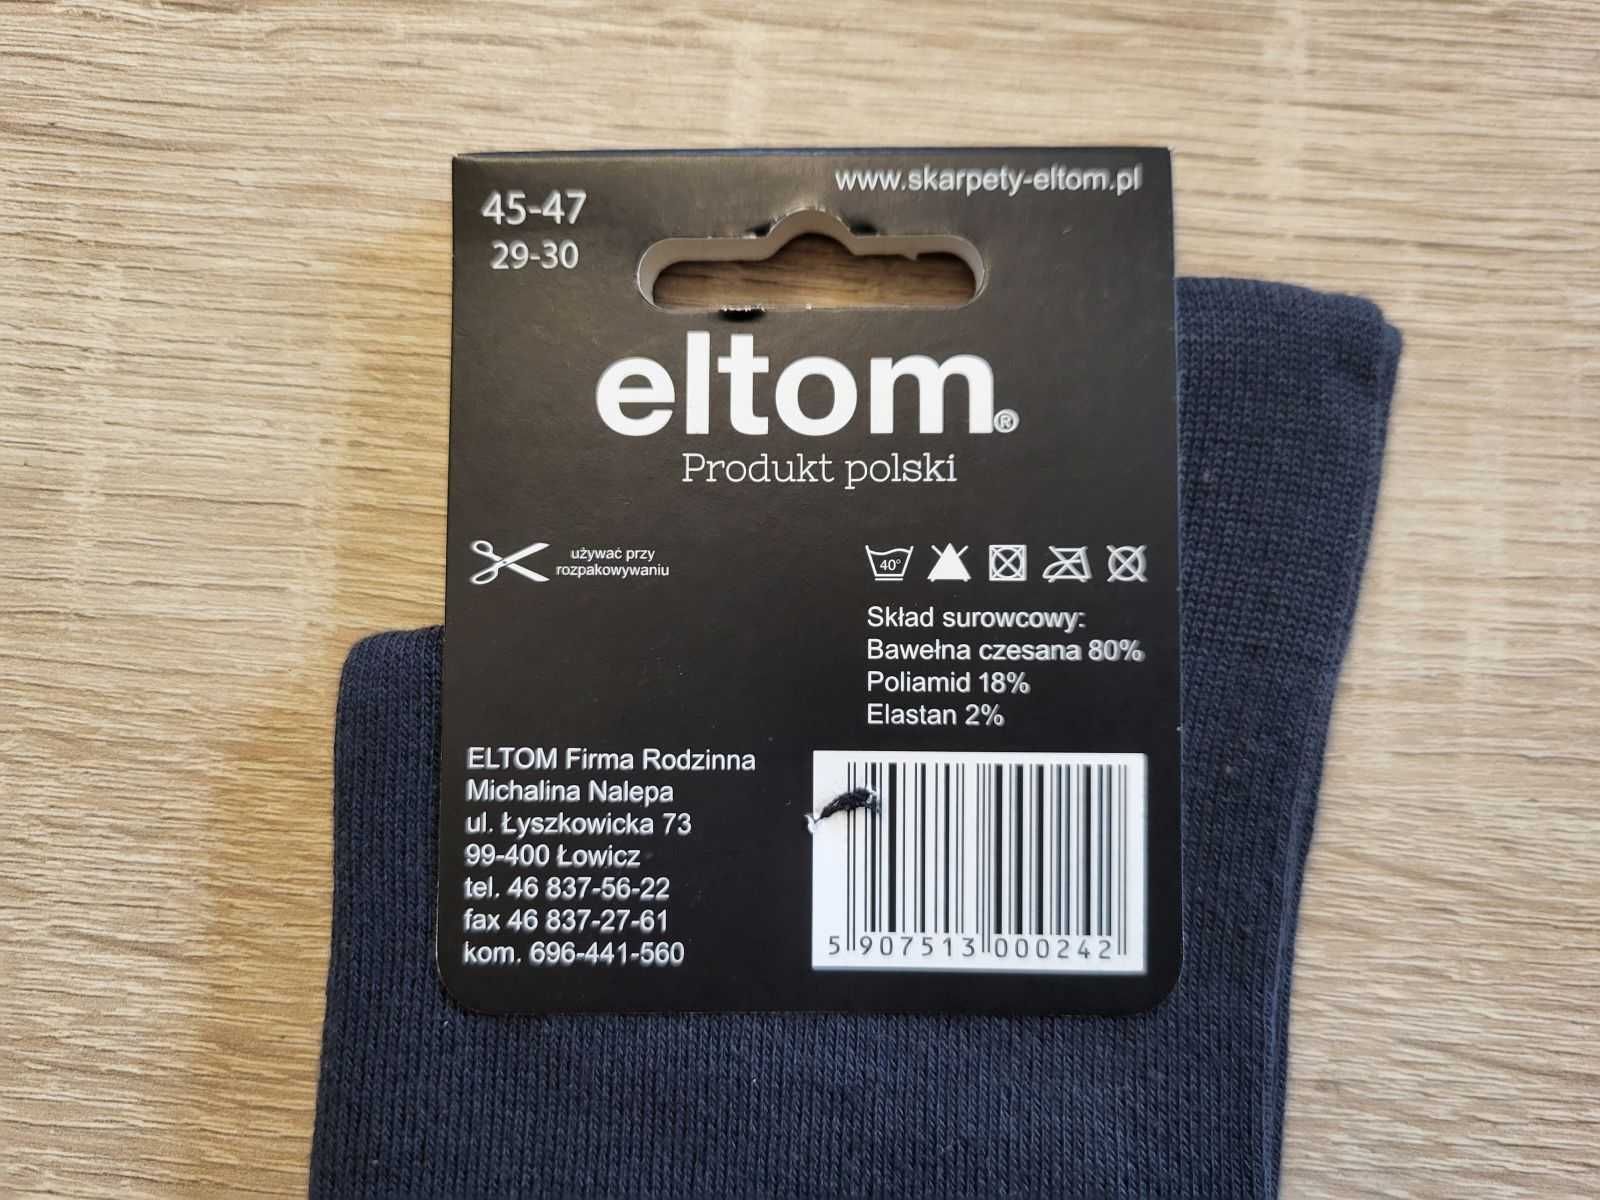 www.skarpety-eltom.pl
45-47
29-30
eltom®
Produkt polski
używać przy
rozpakowywaniu
40°
Skład surowcowy:
Bawełna czesana 80%
Poliamid 18%
Elastan 2%
ELTOM Firma Rodzinna
Michalina Nalepa
ul. Łyszkowicka 73
99-400 Łowicz
tel. 46 837-56-22
fax 46 837-27-61
kom. 696-441-560
5 907513 000242